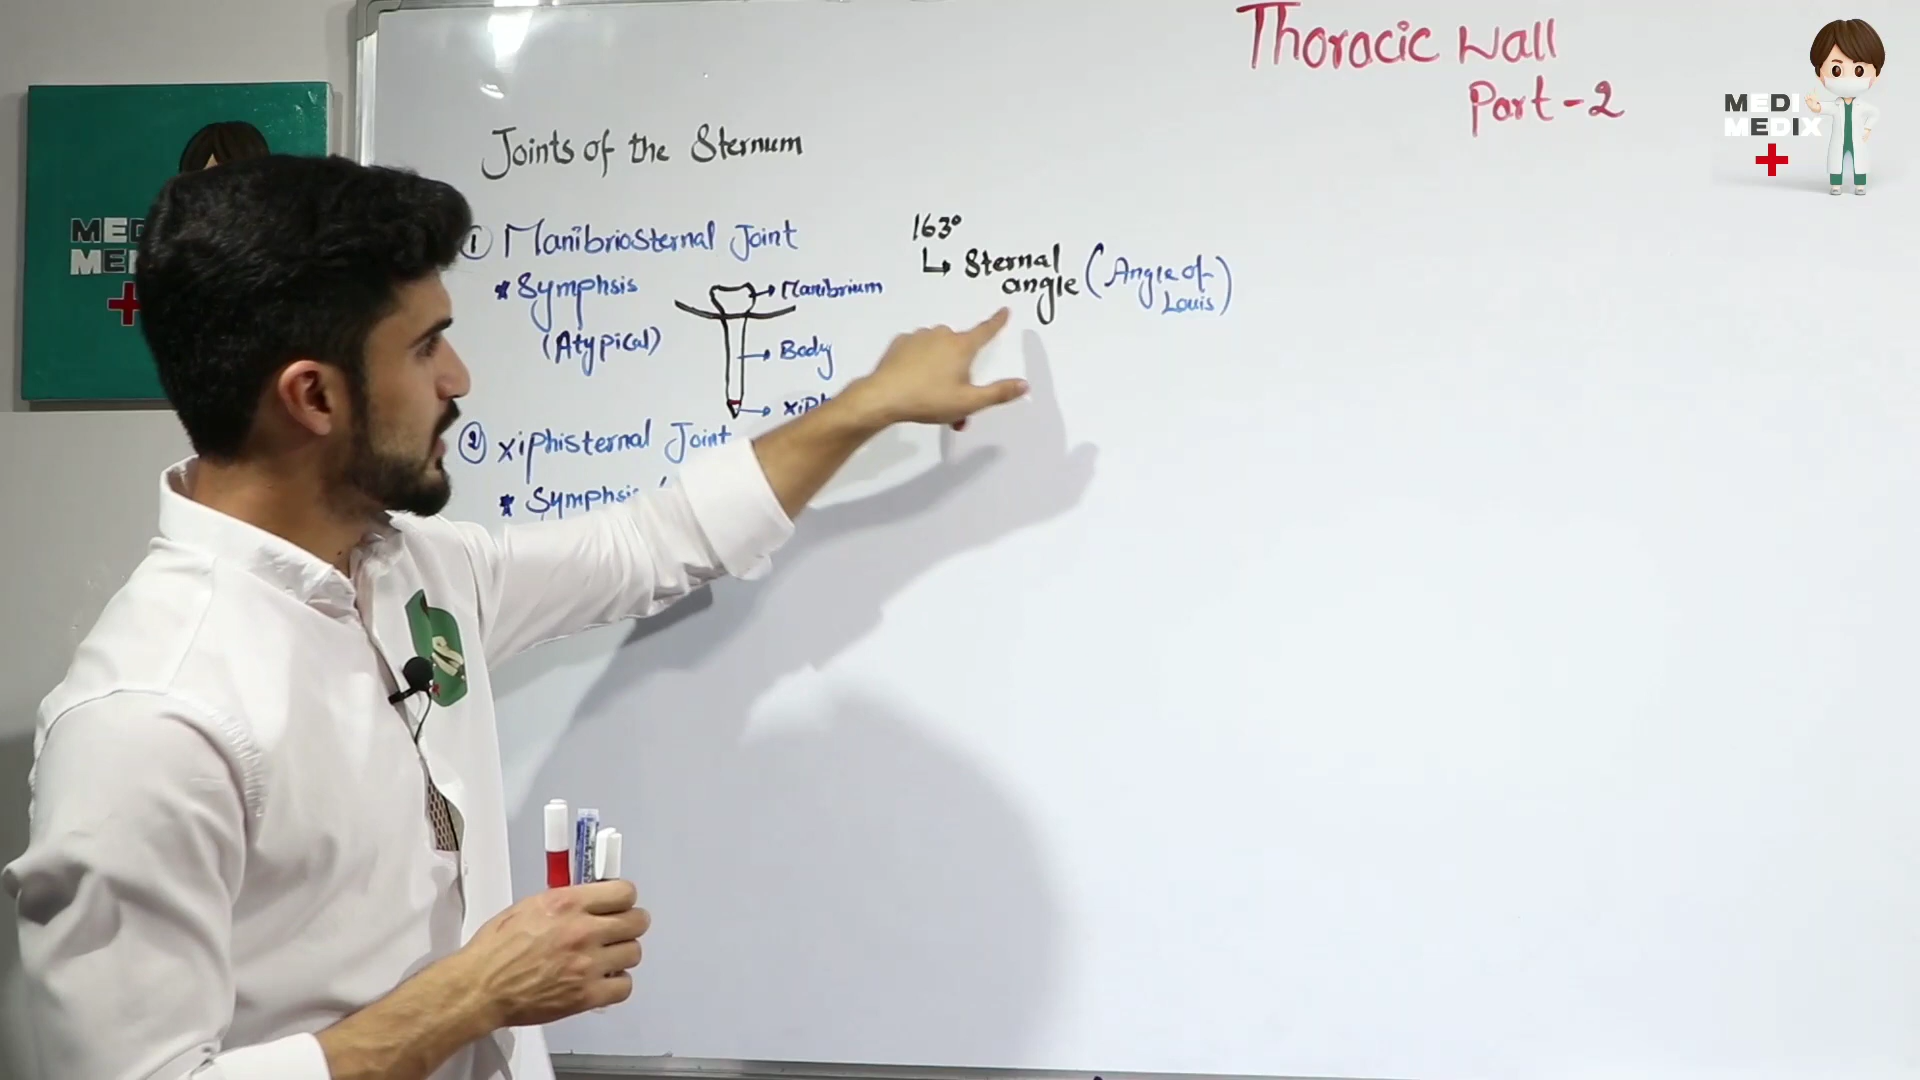 Thoracic Wall
Part-2
MEDI
MEDIX
Joints of the Sternum
① Manibriosternal Joint
* Symphsis
(Atypical)
Manibrium
Body
② xiphisternal Joint
* Symphsis
163°
↳ Sternal
angle (Angle of
Louis)